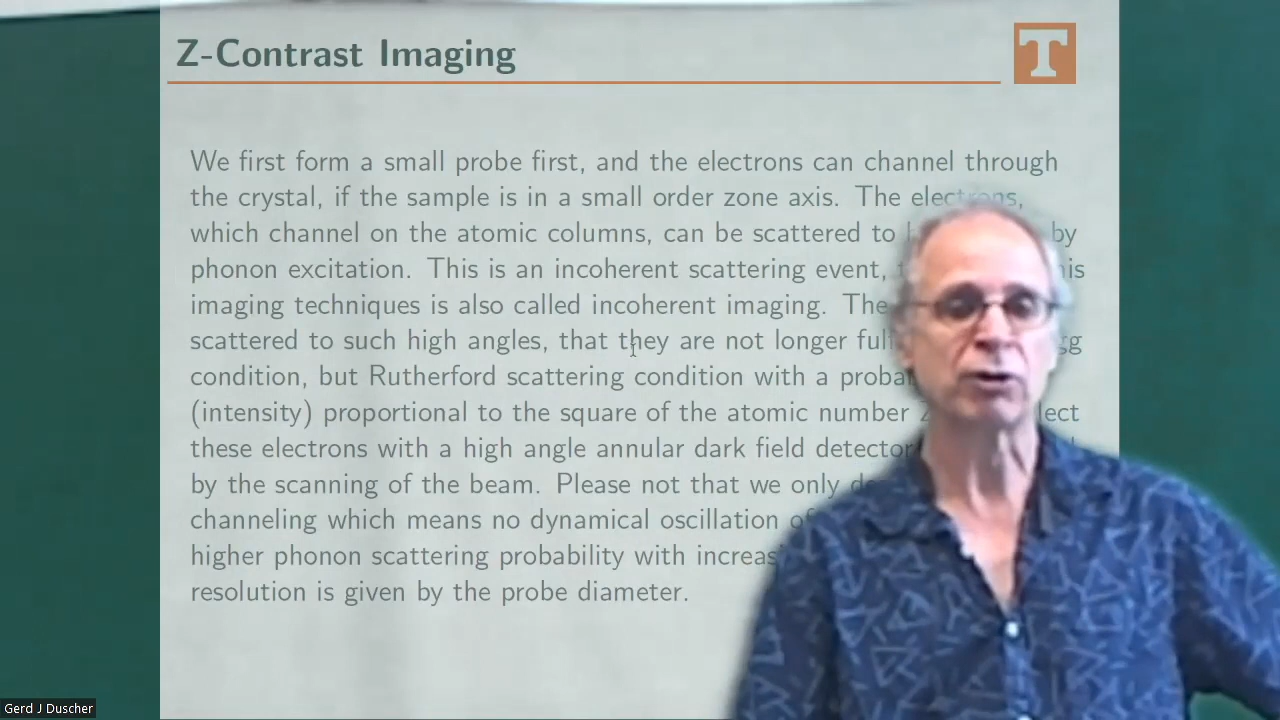 Z-Contrast Imaging
T
We first form a small probe first, and the electrons can channel through
the crystal, if the sample is in a small order zone axis. The electrons,
which channel on the atomic columns, can be scattered to by
phonon excitation. This is an incoherent scattering event, his
imaging techniques is also called incoherent imaging. The
scattered to such high angles, that they are not longer
condition, but Rutherford scattering condition with a
(intensity) proportional to the square of the atomic number
these electrons with a high angle annular dark field detector
by the scanning of the beam. Please not that we only
channeling which means no dynamical oscillation
higher phonon scattering probability with
resolution is given by the probe diameter.
Gerd J Duscher